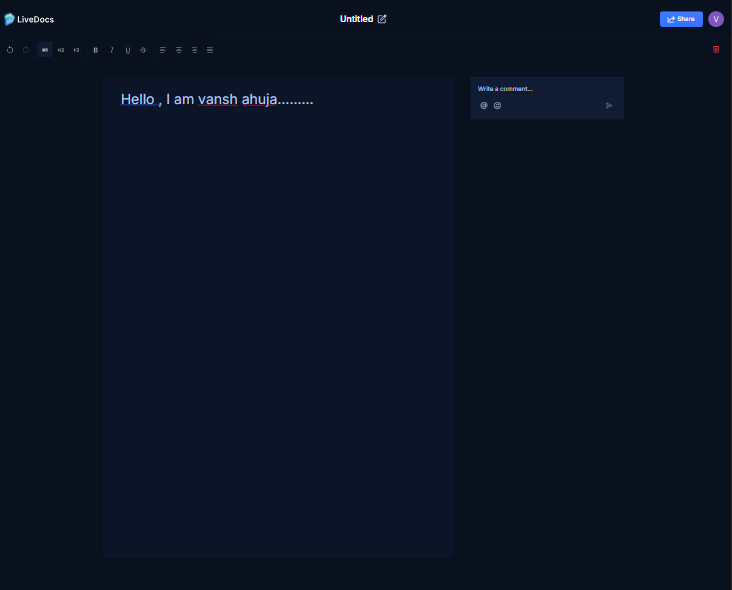 LiveDocs
Untitled
Share
V
H1 H2 H3 B I U S
Hello , I am vansh ahuja.........
Write a comment...
@